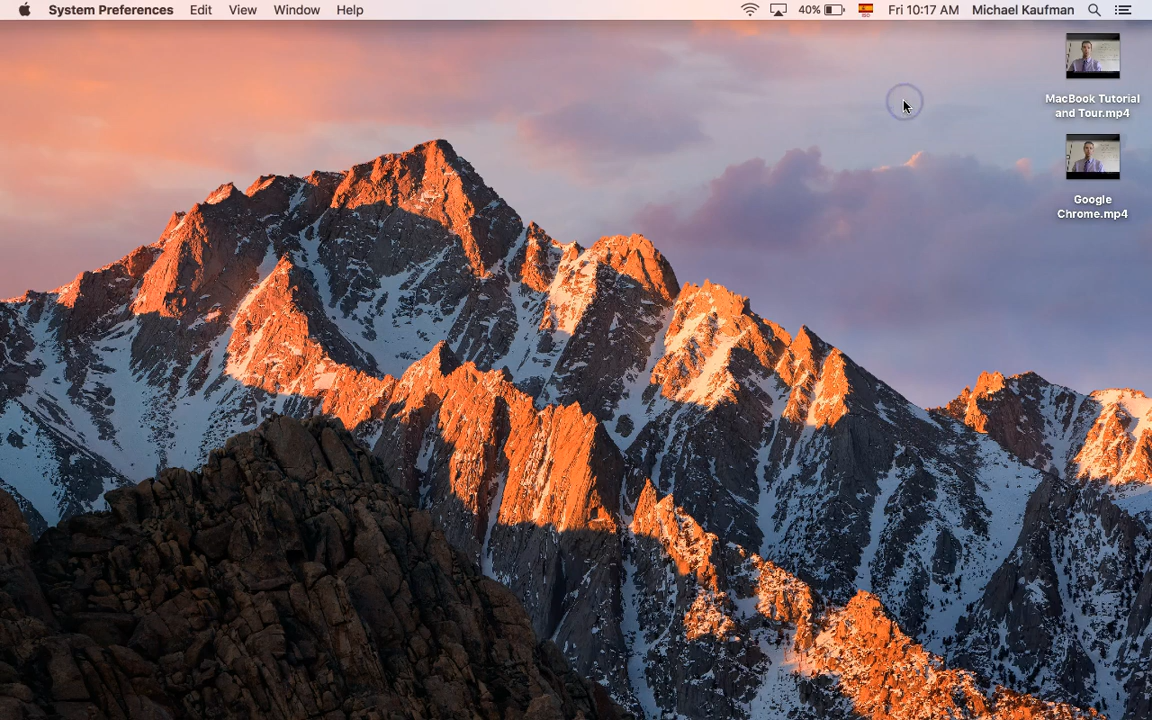 System Preferences Edit View Window Help 40% Fri 10:17 AM Michael Kaufman
MacBook Tutorial
and Tour.mp4
Google
Chrome.mp4